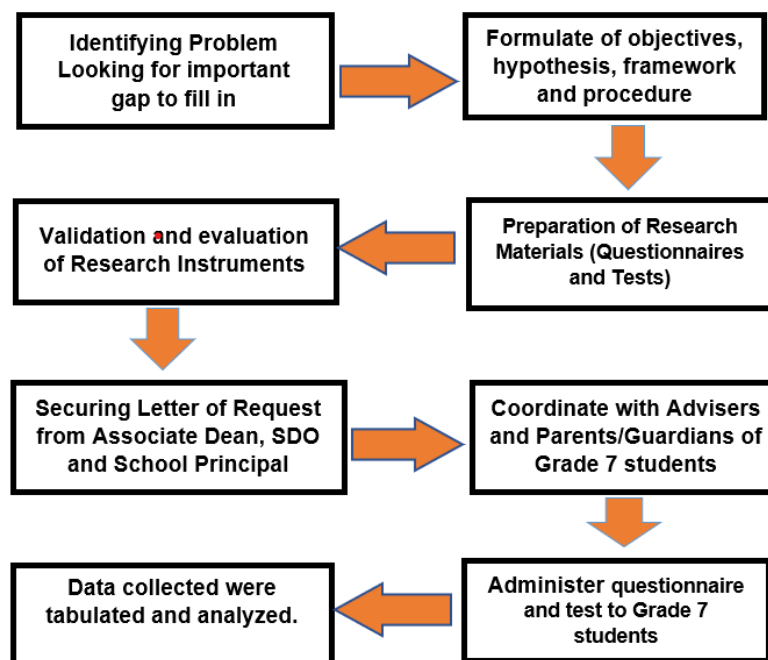 Identifying Problem
Looking for important
gap to fill in
Formulate of objectives,
hypothesis, framework
and procedure
Preparation of Research
Materials (Questionnaires
and Tests)
Validation and evaluation
of Research Instruments
Securing Letter of Request
from Associate Dean, SDO
and School Principal
Coordinate with Advisers
and Parents/Guardians of
Grade 7 students
Administer questionnaire
and test to Grade 7
students
Data collected were
tabulated and analyzed.